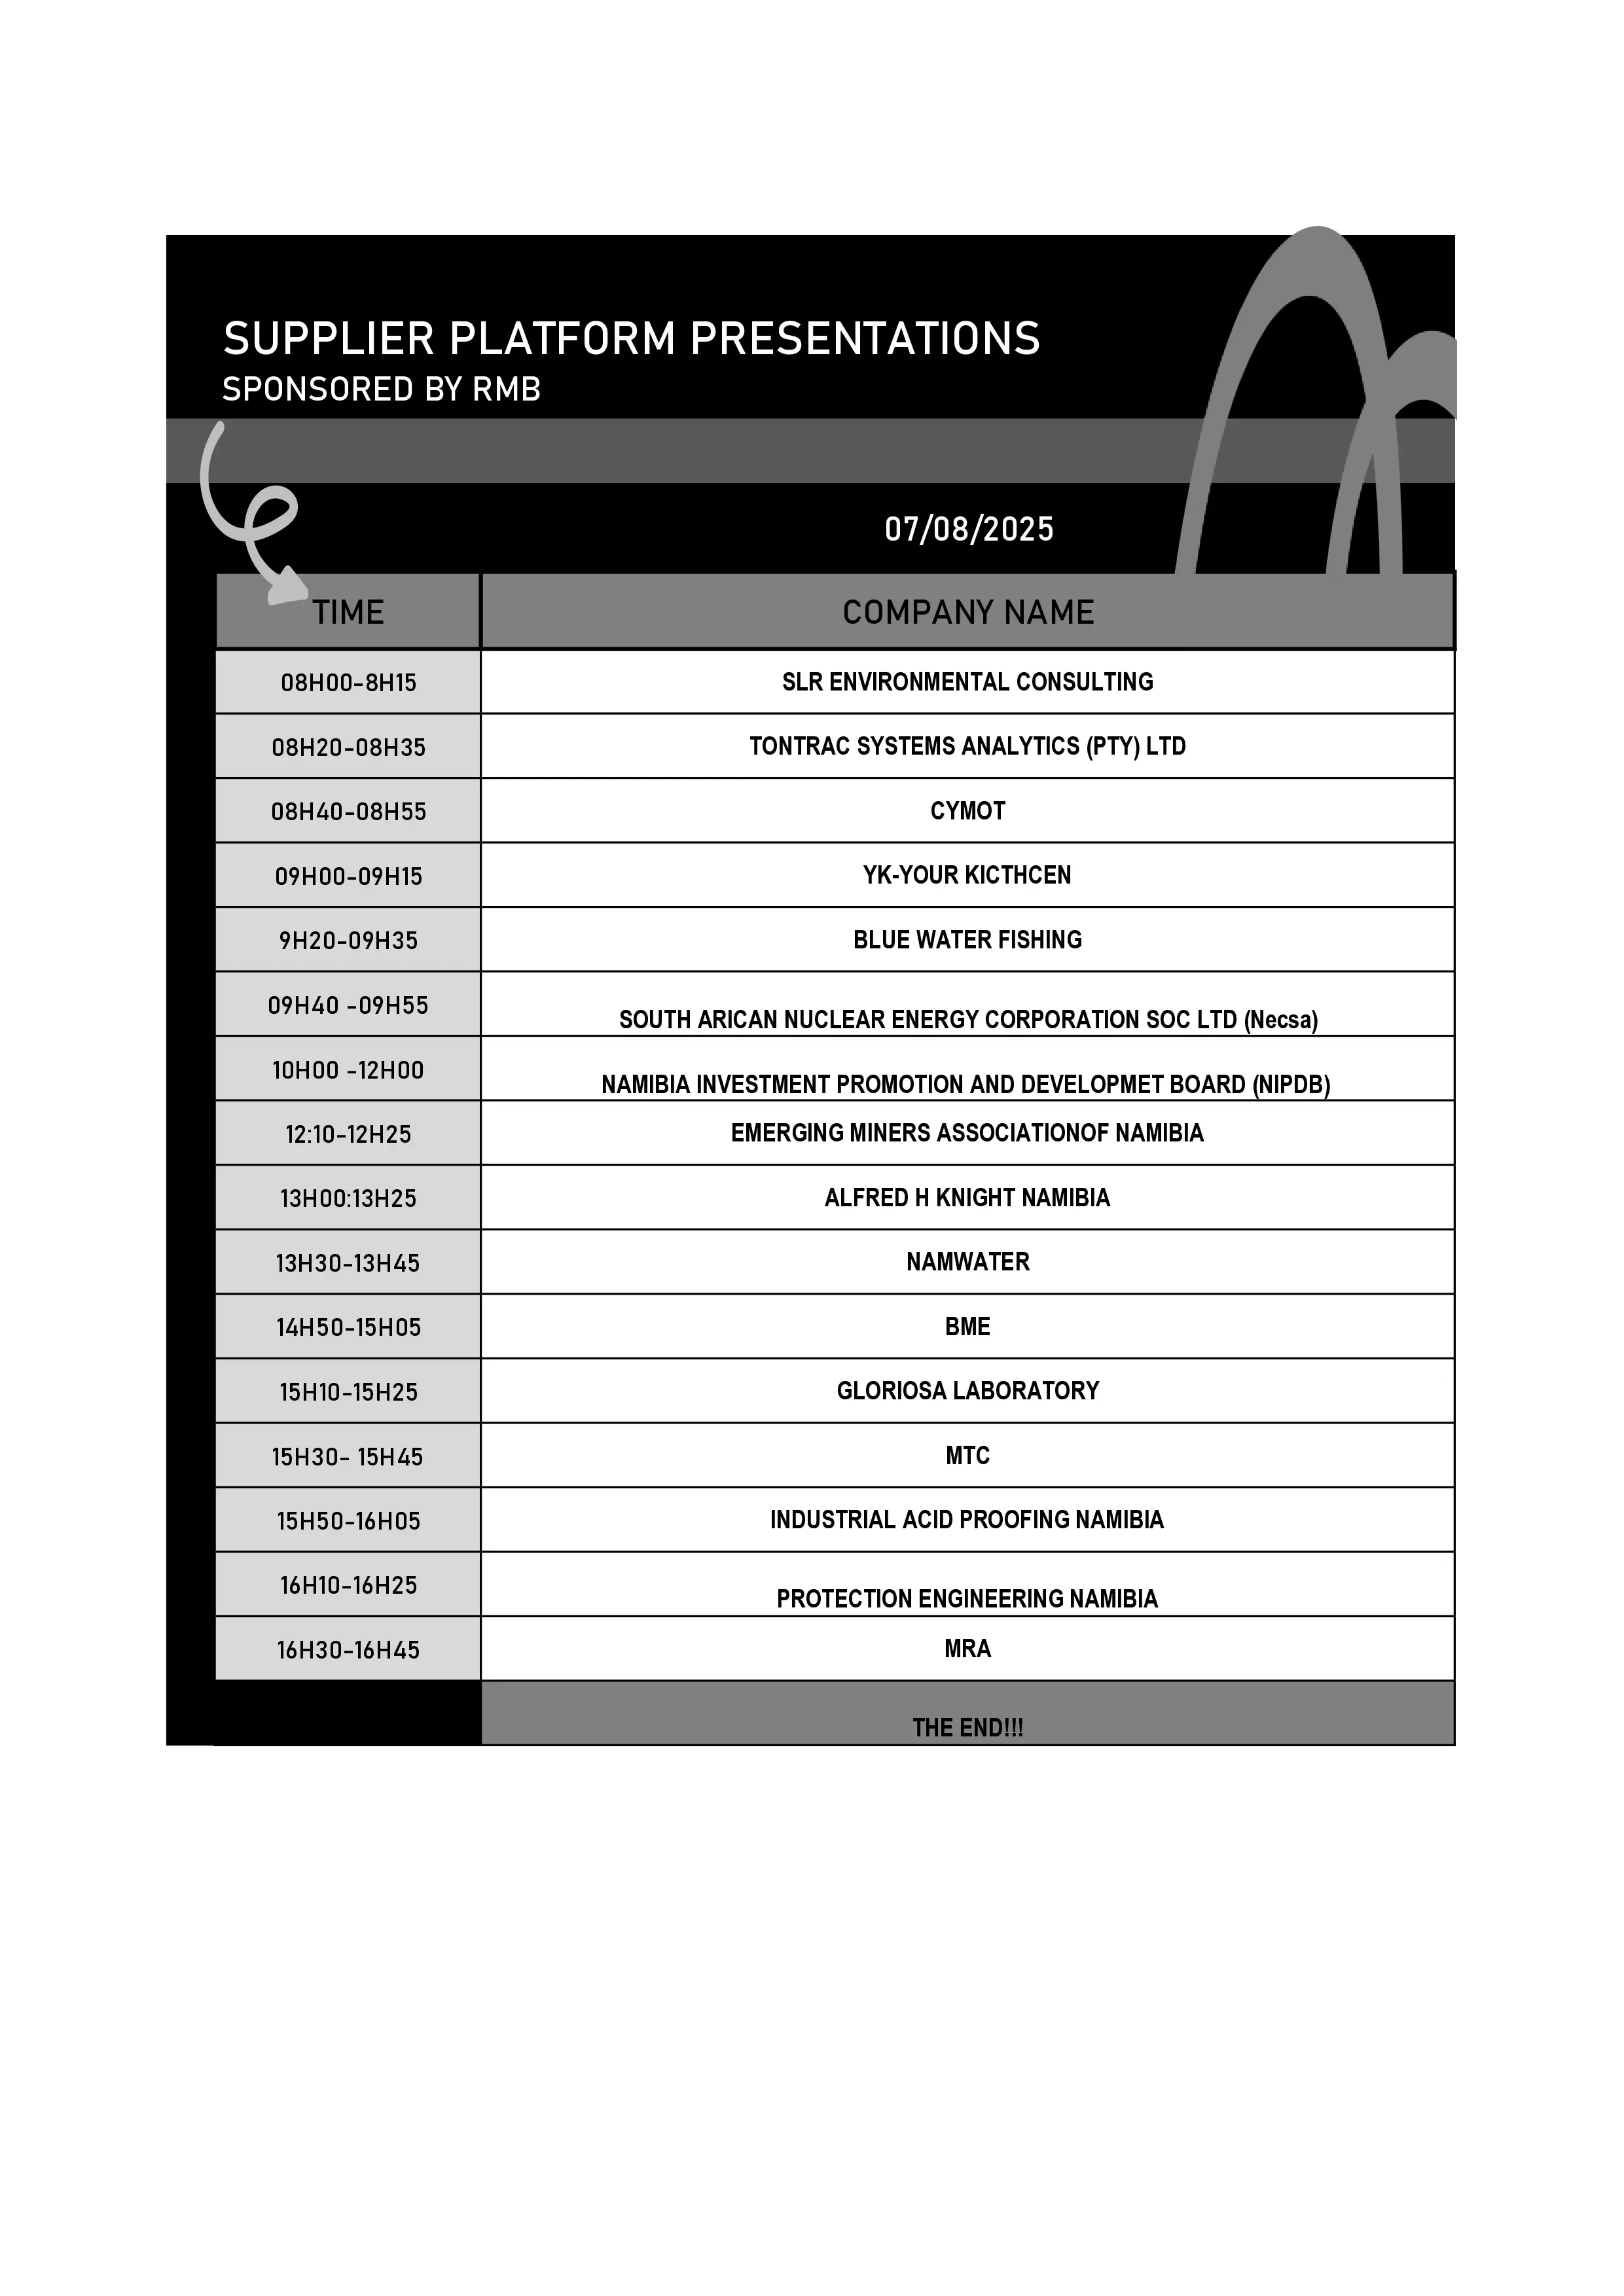 SUPPLIER PLATFORM PRESENTATIONS
SPONSORED BY RMB
07/08/2025
TIME COMPANY NAME
08H00-8H15 SLR ENVIRONMENTAL CONSULTING
08H20-08H35 TONTRAC SYSTEMS ANALYTICS (PTY) LTD
08H40-08H55 CYMOT
09H00-09H15 YK-YOUR KICTHCEN
9H20-09H35 BLUE WATER FISHING
09H40 -09H55 SOUTH ARICAN NUCLEAR ENERGY CORPORATION SOC LTD (Necsa)
10H00 -12H00 NAMIBIA INVESTMENT PROMOTION AND DEVELOPMET BOARD (NIPDB)
12:10-12H25 EMERGING MINERS ASSOCIATIONOF NAMIBIA
13H00:13H25 ALFRED H KNIGHT NAMIBIA
13H30-13H45 NAMWATER
14H50-15H05 BME
15H10-15H25 GLORIOSA LABORATORY
15H30- 15H45 MTC
15H50-16H05 INDUSTRIAL ACID PROOFING NAMIBIA
16H10-16H25 PROTECTION ENGINEERING NAMIBIA
16H30-16H45 MRA
THE END!!!